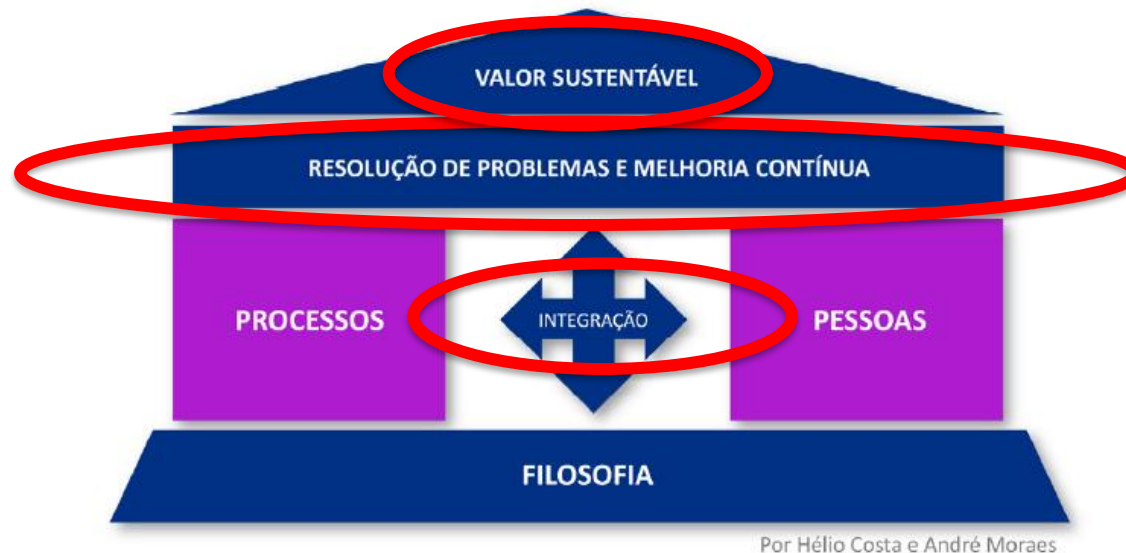 VALOR SUSTENTÁVEL
RESOLUÇÃO DE PROBLEMAS E MELHORIA CONTÍNUA
PROCESSOS
INTEGRAÇÃO
PESSOAS
FILOSOFIA
Por Hélio Costa e André Moraes